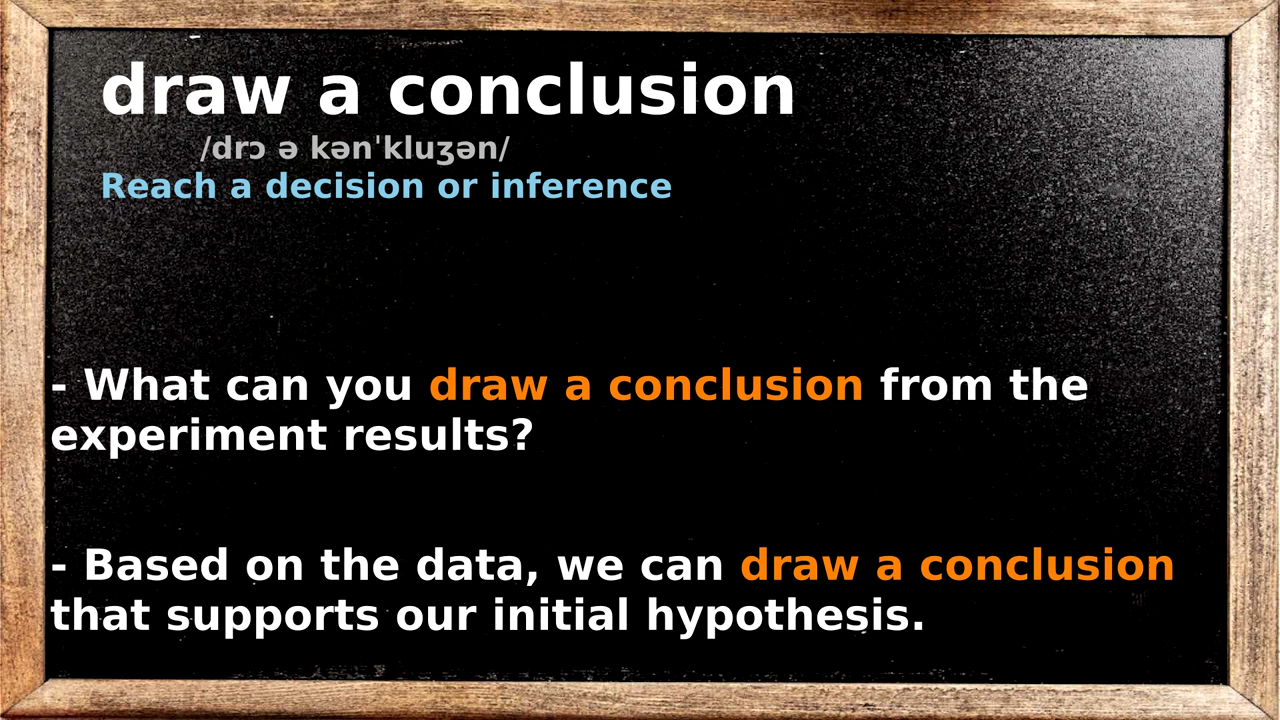 draw a conclusion
/drɔ ə kənˈkluʒən/
Reach a decision or inference
- What can you draw a conclusion from the
experiment results?
- Based on the data, we can draw a conclusion
that supports our initial hypothesis.